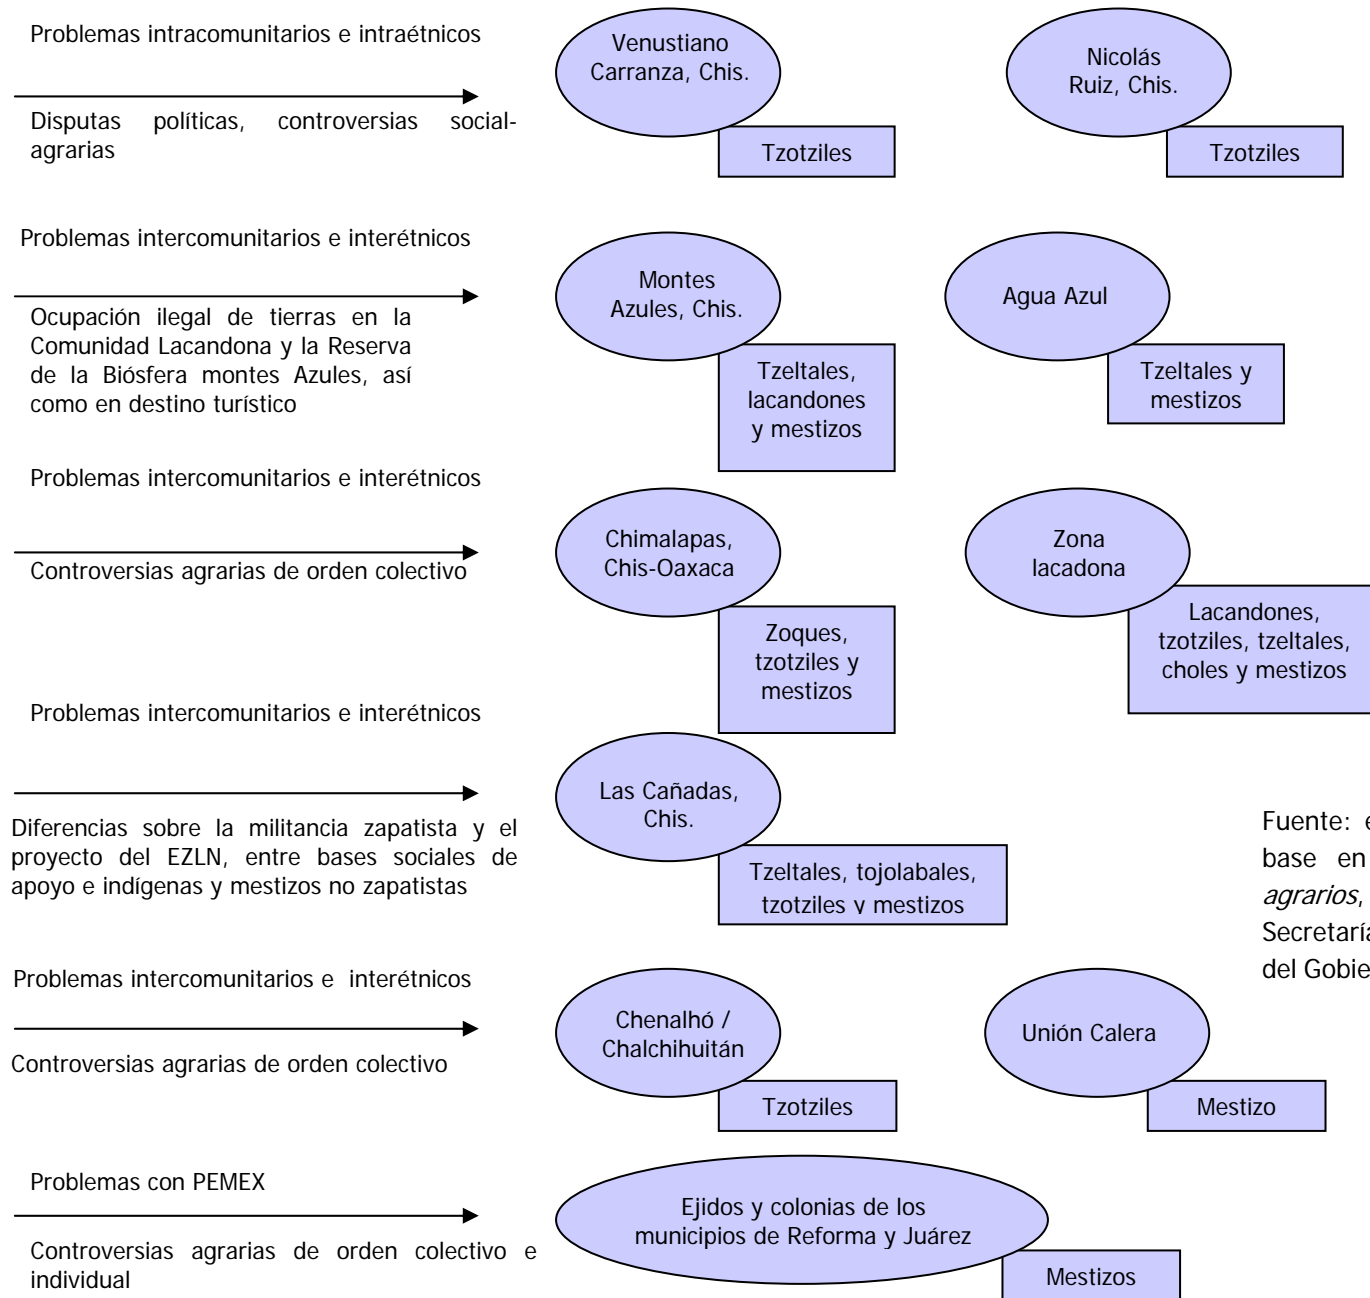 Problemas intracomunitarios e intraétnicos
Disputas políticas, controversias social-
agrarias
Venustiano
Carranza, Chis.
Tzotziles
Nicolás
Ruiz, Chis.
Tzotziles
Problemas intercomunitarios e interétnicos
Ocupación ilegal de tierras en la
Comunidad Lacandona y la Reserva
de la Biósfera montes Azules, así
como en destino turístico
Montes
Azules, Chis.
Tzeltales,
lacandones
y mestizos
Agua Azul
Tzeltales y
mestizos
Problemas intercomunitarios e interétnicos
Controversias agrarias de orden colectivo
Chimalapas,
Chis-Oaxaca
Zoques,
tzotziles y
mestizos
Zona
lacadona
Lacandones,
tzotziles, tzeltales,
choles y mestizos
Problemas intercomunitarios e interétnicos
Diferencias sobre la militancia zapatista y el
proyecto del EZLN, entre bases sociales de
apoyo e indígenas y mestizos no zapatistas
Las Cañadas,
Chis.
Tzeltales, tojolabales,
tzotziles y mestizos
Fuente:
base en
agrarios,
del
Problemas intercomunitarios e interétnicos
Controversias agrarias de orden colectivo
Chenalhó /
Chalchihuitán
Tzotziles
Unión Calera
Mestizo
Problemas con PEMEX
Controversias agrarias de orden colectivo e
individual
Ejidos y colonias de los
municipios de Reforma y Juárez
Mestizos